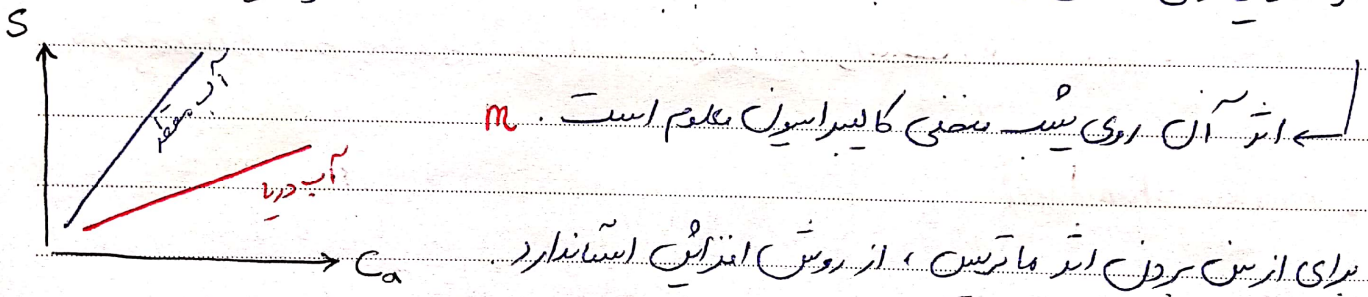 S
آب مقطر
اثر آن روی شیب منحنی کالیبراسیون معلوم است. m
آب دریا
Ca
برای از بین بردن اثر ماتریس، از روش افزایش استاندارد.